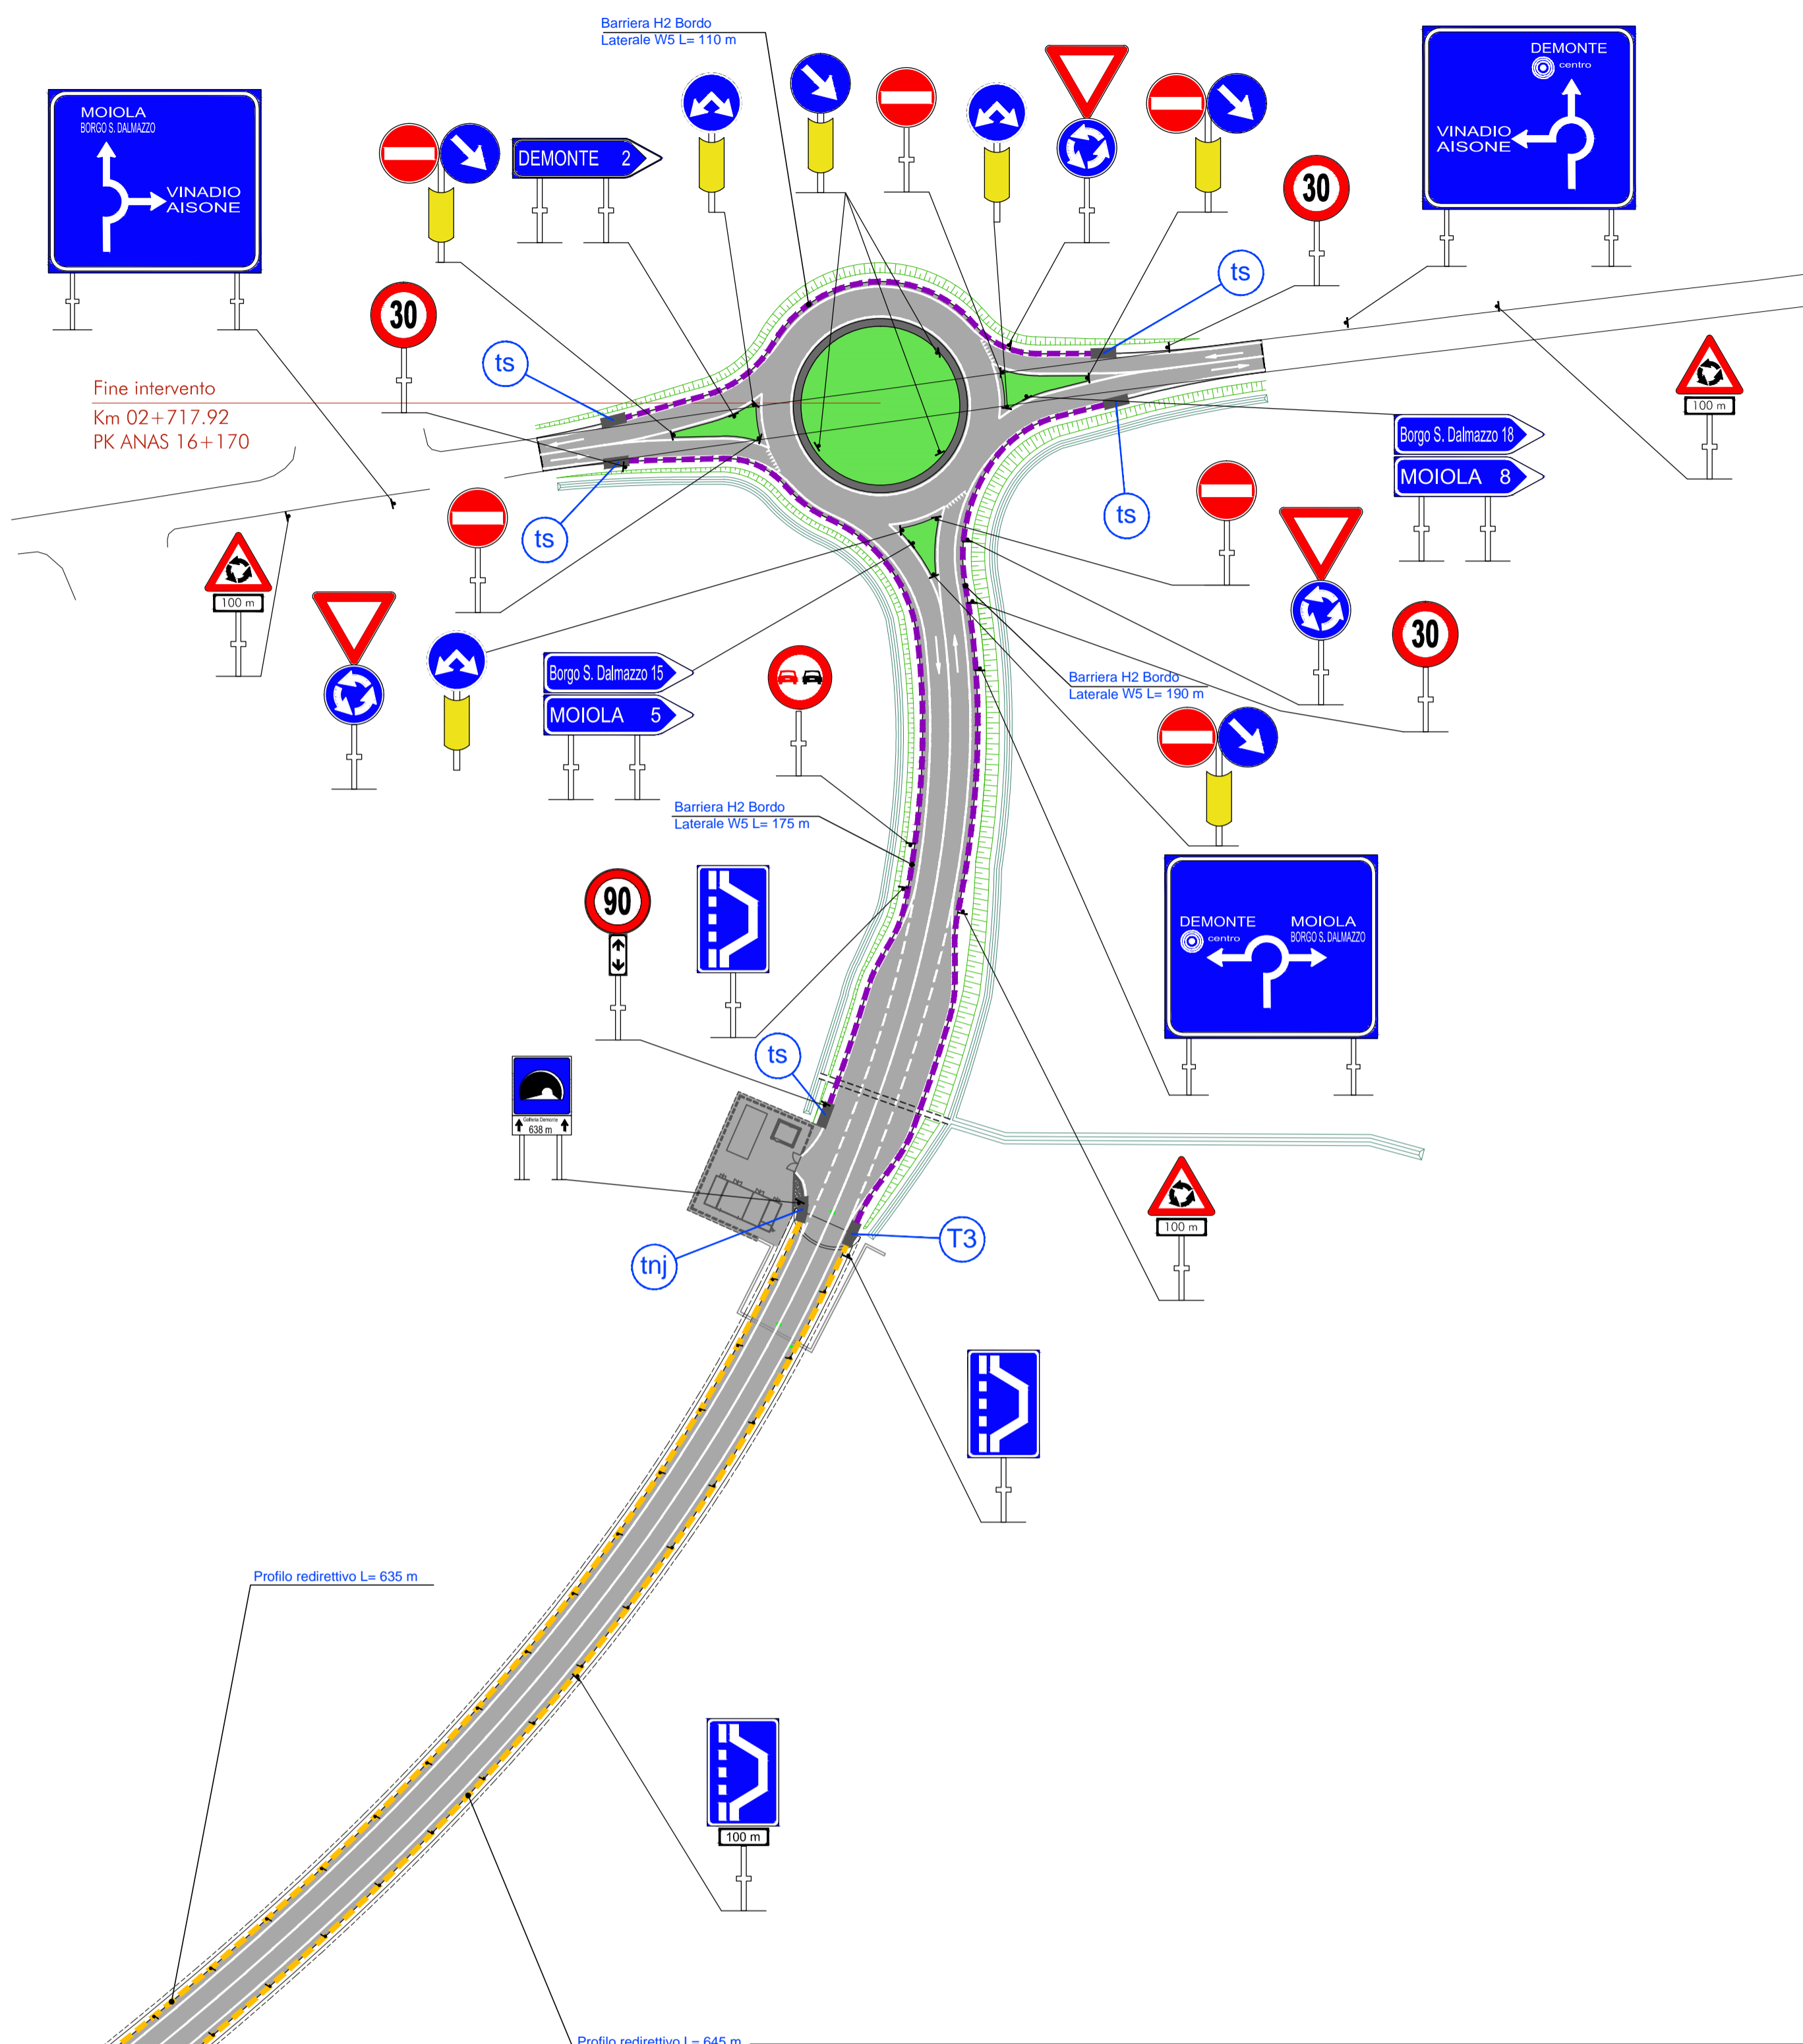 Barriera H2 Bordo
Laterale W5 L= 110 m
DEMONTE
centro
VINADIO
AISONE
MOIOLA
BORGO S. DALMAZZO
VINADIO
AISONE
DEMONTE 2
30
ts
30
ts
Fine intervento
Km 02+717.92
PK ANAS 16+170
100 m
Borgo S. Dalmazzo 18
MOIOLA 8
ts
ts
100 m
30
Borgo S. Dalmazzo 15
MOIOLA 5
Barriera H2 Bordo
Laterale W5 L= 190 m
Barriera H2 Bordo
Laterale W5 L= 175 m
90
DEMONTE
centro
MOIOLA
BORGO S. DALMAZZO
ts
Galleria Demonte
638 m
100 m
T3
tnj
Profilo redirettivo L= 635 m
100 m
Profilo redirettivo L= 645 m